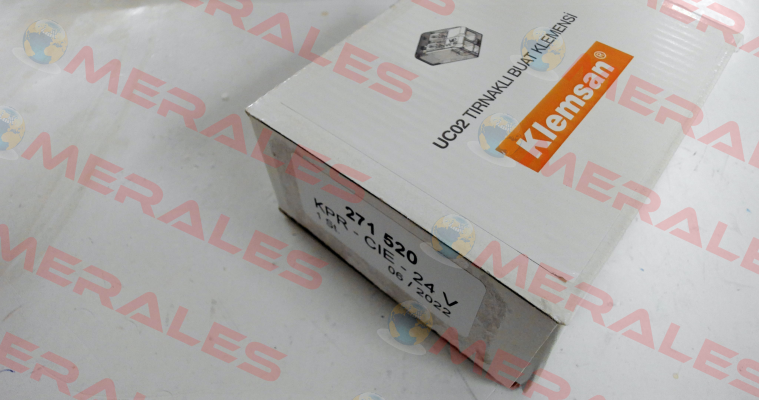 UC02 TIRNAKLI BUAT KLEMENSİ
Klemsan®
271 520
KPR - CIE - 24 V
1 St.
06 / 2022
MERALES
MERALES
MERALES
MERALES
MERALES
MERALES
MERALES